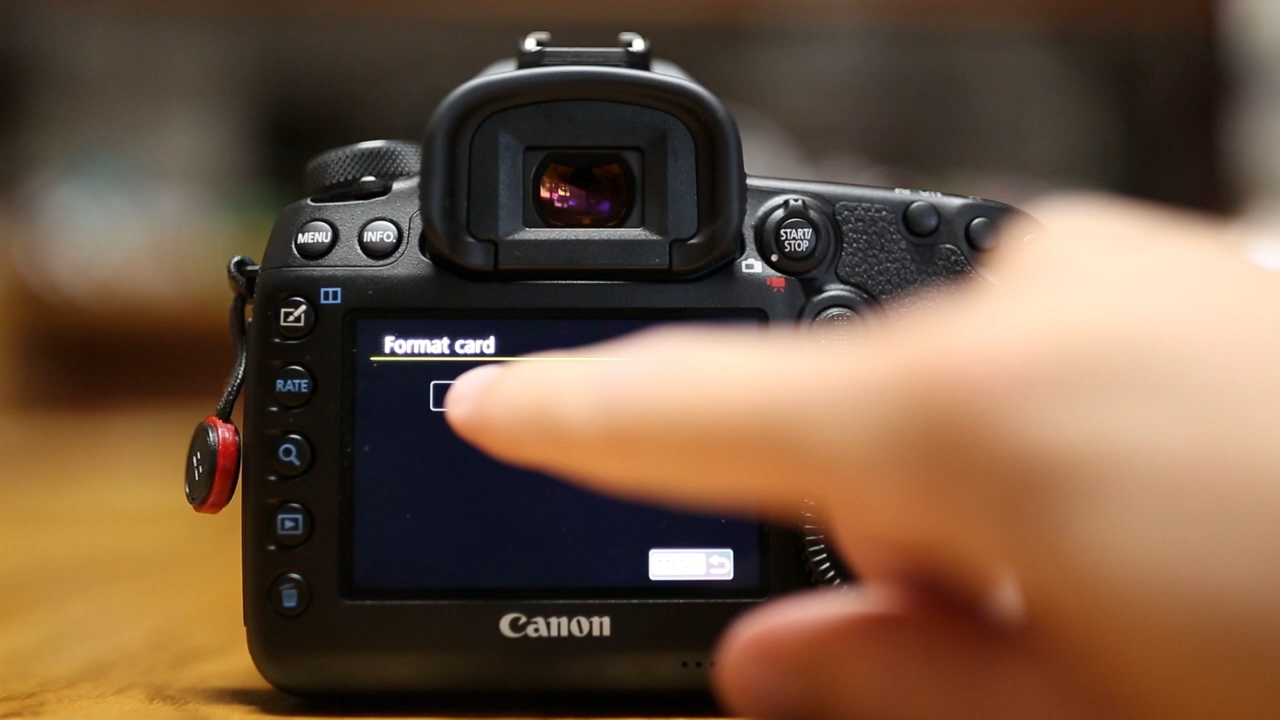 MENU
INFO.
START/
STOP
RATE
Format card
Canon